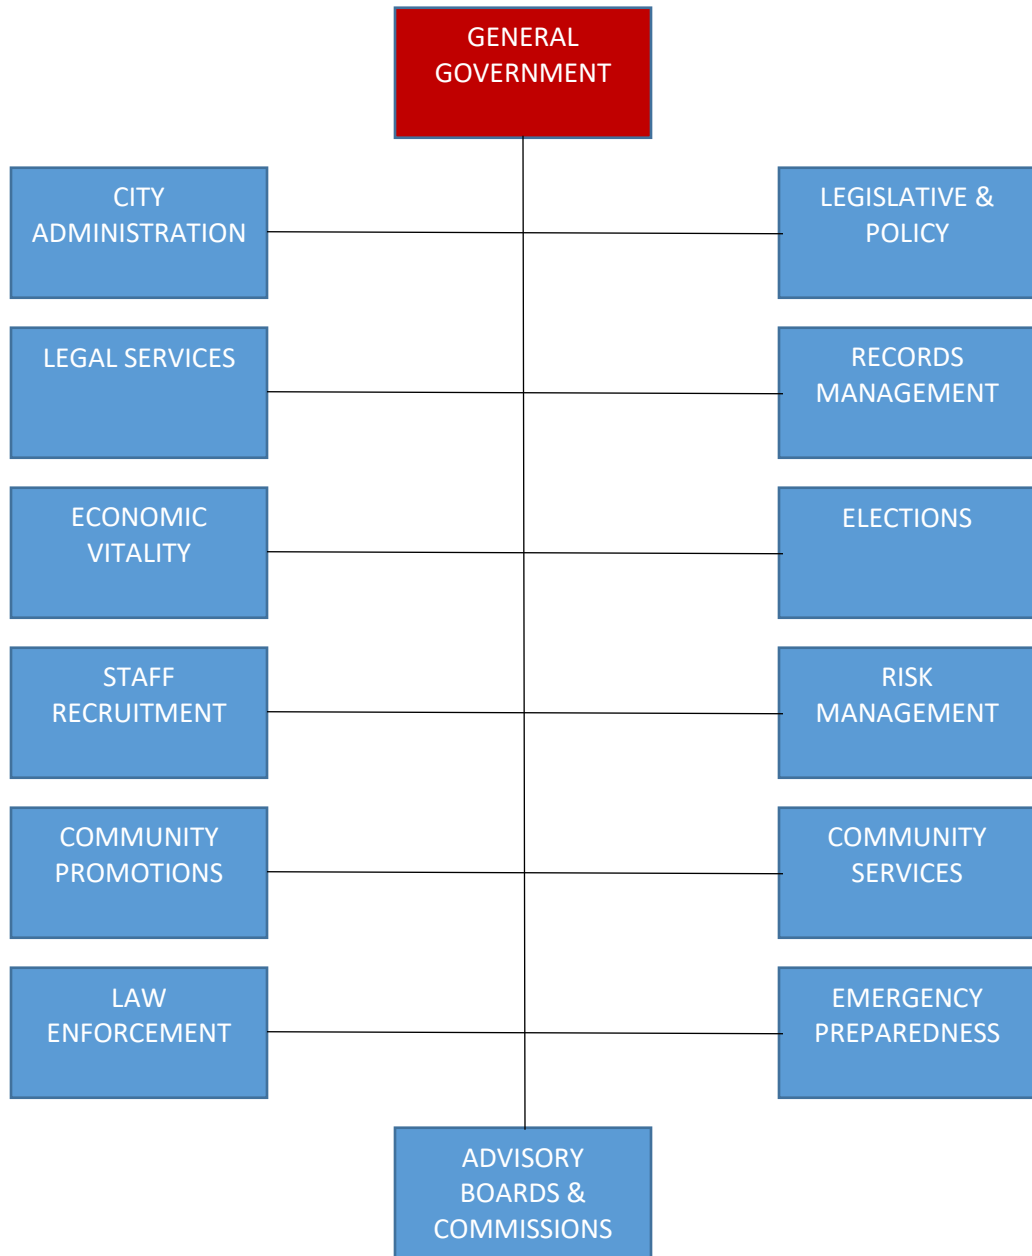 GENERAL
GOVERNMENT
CITY
ADMINISTRATION
LEGISLATIVE &
POLICY
LEGAL SERVICES
RECORDS
MANAGEMENT
ECONOMIC
VITALITY
ELECTIONS
STAFF
RECRUITMENT
RISK
MANAGEMENT
COMMUNITY
PROMOTIONS
COMMUNITY
SERVICES
LAW
ENFORCEMENT
EMERGENCY
PREPAREDNESS
ADVISORY
BOARDS &
COMMISSIONS